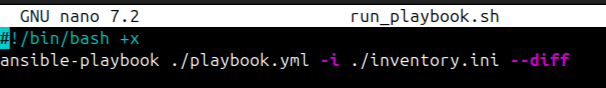 GNU nano 7.2 run_playbook.sh
#!/bin/bash +x
ansible-playbook ./playbook.yml -i ./inventory.ini --diff